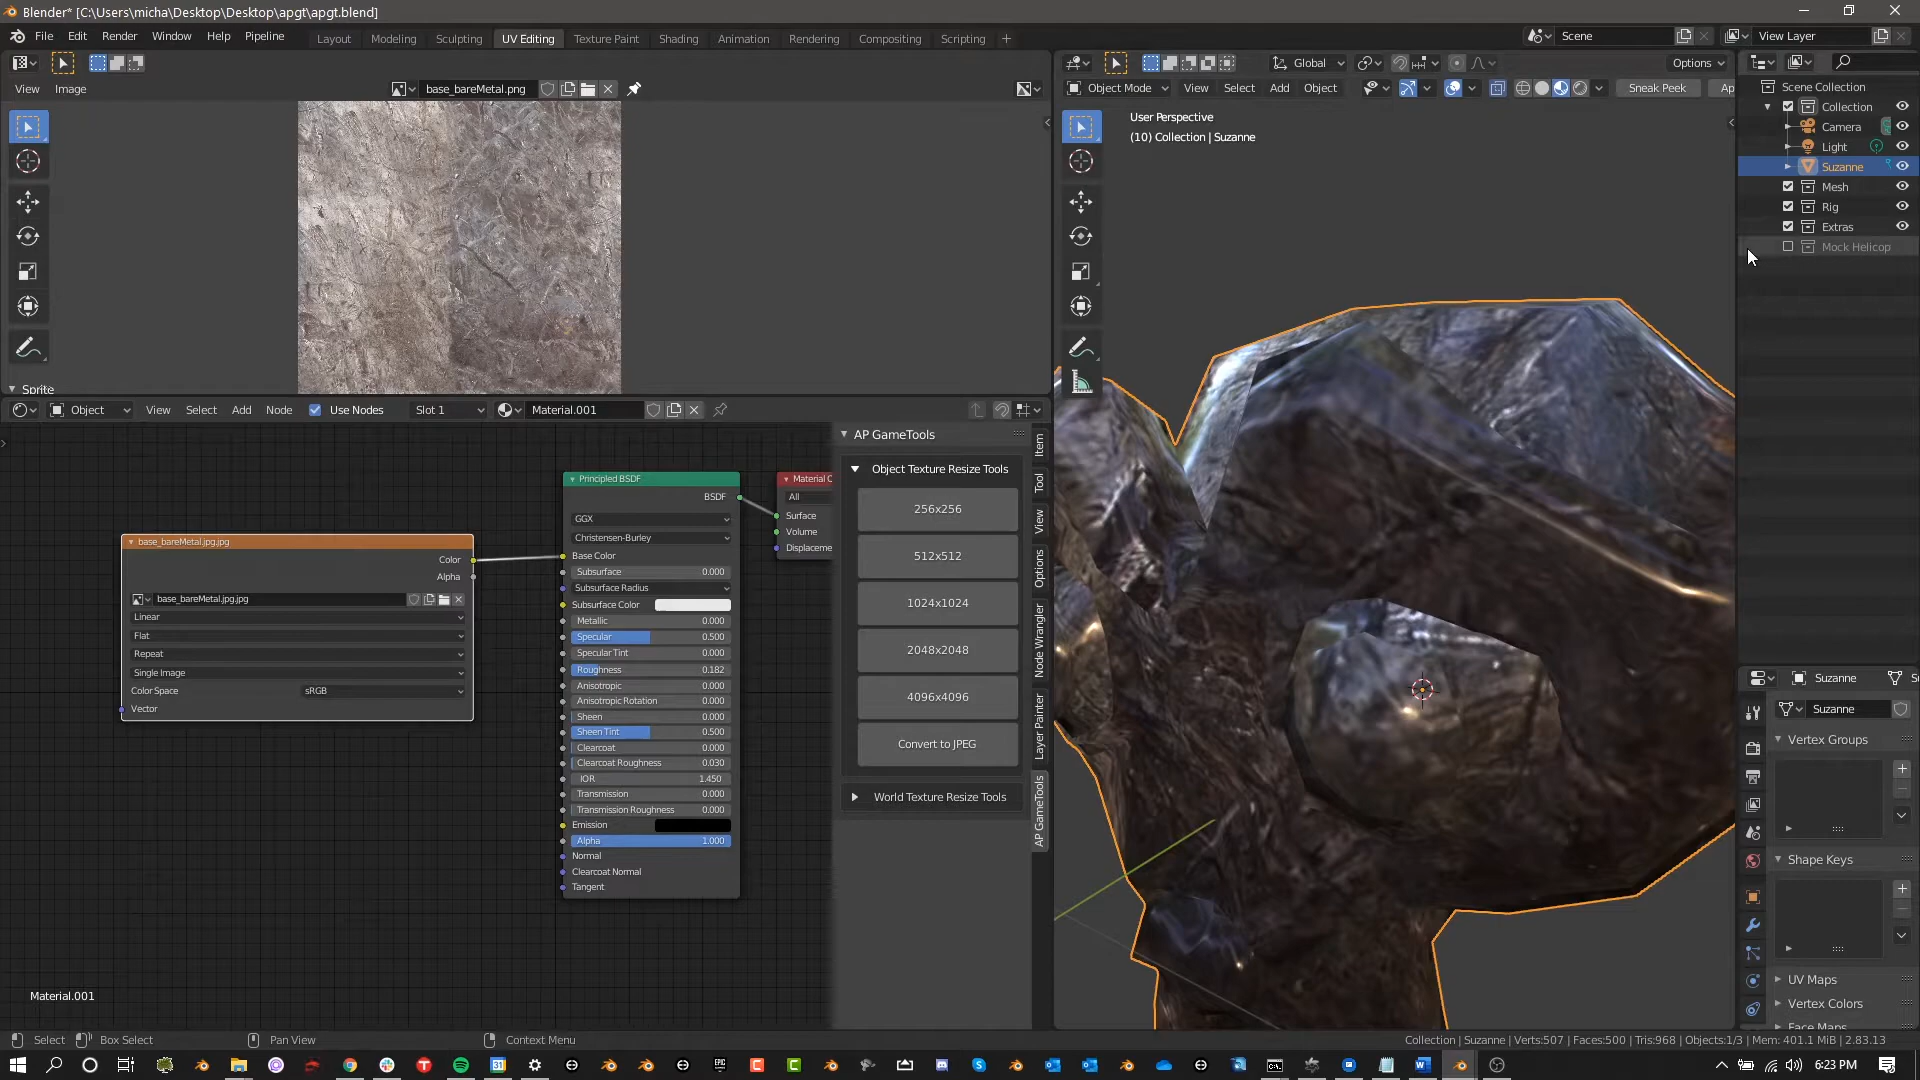 Blender* [C:\Users\micha\Desktop\Desktop\apgt\apgt.blend]
File Edit Render Window Help Pipeline
Layout Modeling Sculpting UV Editing Texture Paint Shading Animation Rendering Compositing Scripting +
Scene
View Layer
View Image
base_bareMetal.png
Sprite
Global
Options
Object Mode View Select Add Object
Sneak Peek
Ap
User Perspective
(10) Collection | Suzanne
Scene Collection
Collection
Camera
Light
Suzanne
Mesh
Rig
Extras
Mock Helicop
Object View Select Add Node Use Nodes Slot 1 Material.001
base_bareMetal.jpg.jpg
Color
Alpha
base_bareMetal.jpg.jpg
Linear
Flat
Repeat
Single Image
Color Space sRGB
Vector
Principled BSDF
BSDF
GGX
Christensen-Burley
Base Color
Subsurface 0.000
Subsurface Radius
Subsurface Color
Metallic 0.000
Specular 0.500
Specular Tint 0.000
Roughness 0.182
Anisotropic 0.000
Anisotropic Rotation 0.000
Sheen 0.000
Sheen Tint 0.500
Clearcoat 0.000
Clearcoat Roughness 0.030
IOR 1.450
Transmission 0.000
Transmission Roughness 0.000
Emission
Alpha 1.000
Normal
Clearcoat Normal
Tangent
Material C
All
Surface
Volume
Displaceme
AP GameTools
Object Texture Resize Tools
256x256
512x512
1024x1024
2048x2048
4096x4096
Convert to JPEG
World Texture Resize Tools
Item
Tool
View
Options
Node Wrangler
Layer Painter
AP GameTools
Material.001
Suzanne
S
Suzanne
Vertex Groups
Shape Keys
UV Maps
Vertex Colors
Face Maps
Select Box Select Pan View Context Menu
Collection | Suzanne | Verts:507 | Faces:500 | Tris:968 | Objects:1/3 | Mem: 401.1 MiB | 2.83.13
6:23 PM